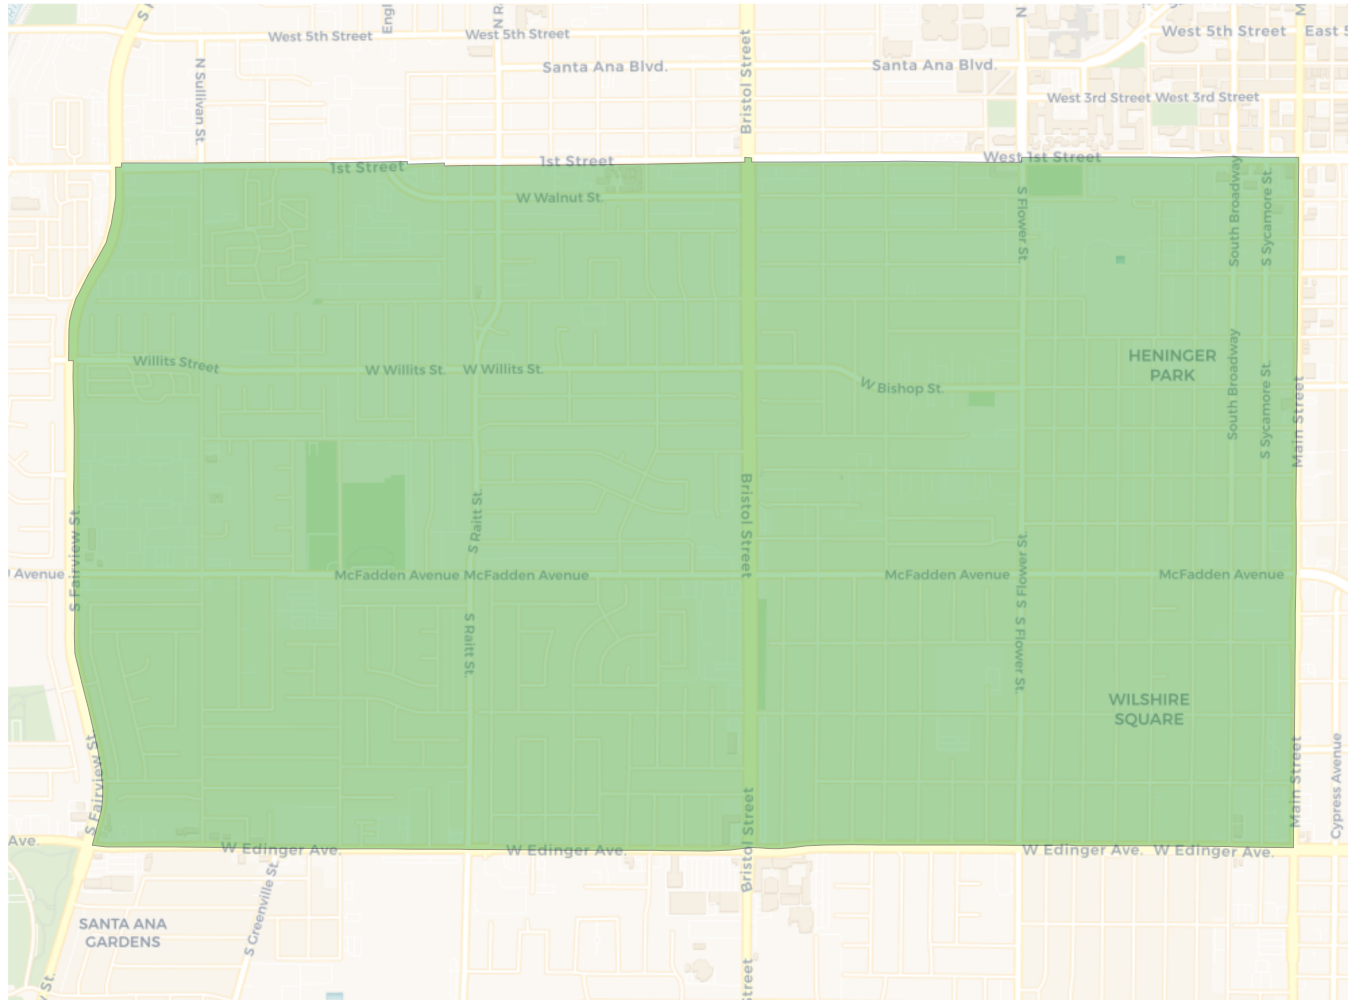 S
Engl
N R
Bristol Street
N
M
West 5th Street
West 5th Street
West 5th Street
East 5
N Sullivan St.
Santa Ana Blvd.
Santa Ana Blvd.
West 3rd Street
West 3rd Street
1st Street
1st Street
West 1st Street
W Walnut St.
S Flower St.
South Broadway
S Sycamore St.
Willits Street
W Willits St.
W Willits St.
W Bishop St.
HENINGER
PARK
South Broadway
S Sycamore St.
Main Street
S Fairview St.
S Raitt St.
Bristol Street
S Flower St.
Avenue
McFadden Avenue
McFadden Avenue
McFadden Avenue
McFadden Avenue
S Raitt St.
S Flower St.
WILSHIRE
SQUARE
S Fairview St.
Bristol Street
Main Street
Cypress Avenue
Ave.
W Edinger Ave.
W Edinger Ave.
W Edinger Ave.
W Edinger Ave.
S Greenville St.
SANTA ANA
GARDENS
St.
Street